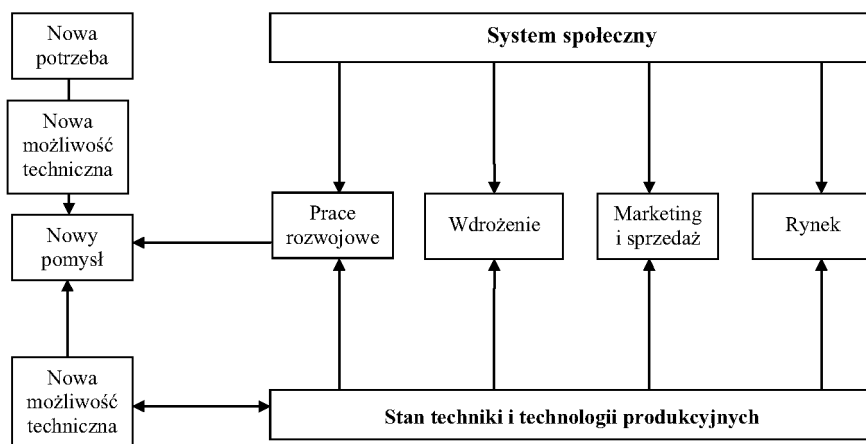 Nowa
potrzeba
System społeczny
Nowa
możliwość
techniczna
Nowy
pomysł
Prace
rozwojowe
Wdrożenie
Marketing
i sprzedaż
Rynek
Nowa
możliwość
techniczna
Stan techniki i technologii produkcyjnych